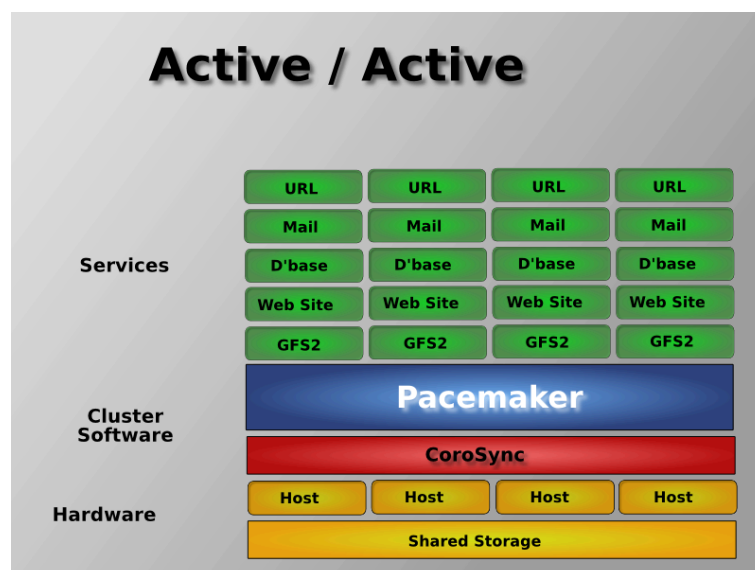 Active / Active
URL URL URL URL
Mail Mail Mail Mail
Services
D'base D'base D'base D'base
Web Site Web Site Web Site Web Site
GFS2 GFS2 GFS2 GFS2
Pacemaker
Cluster
Software
CoroSync
Host Host Host Host
Hardware
Shared Storage